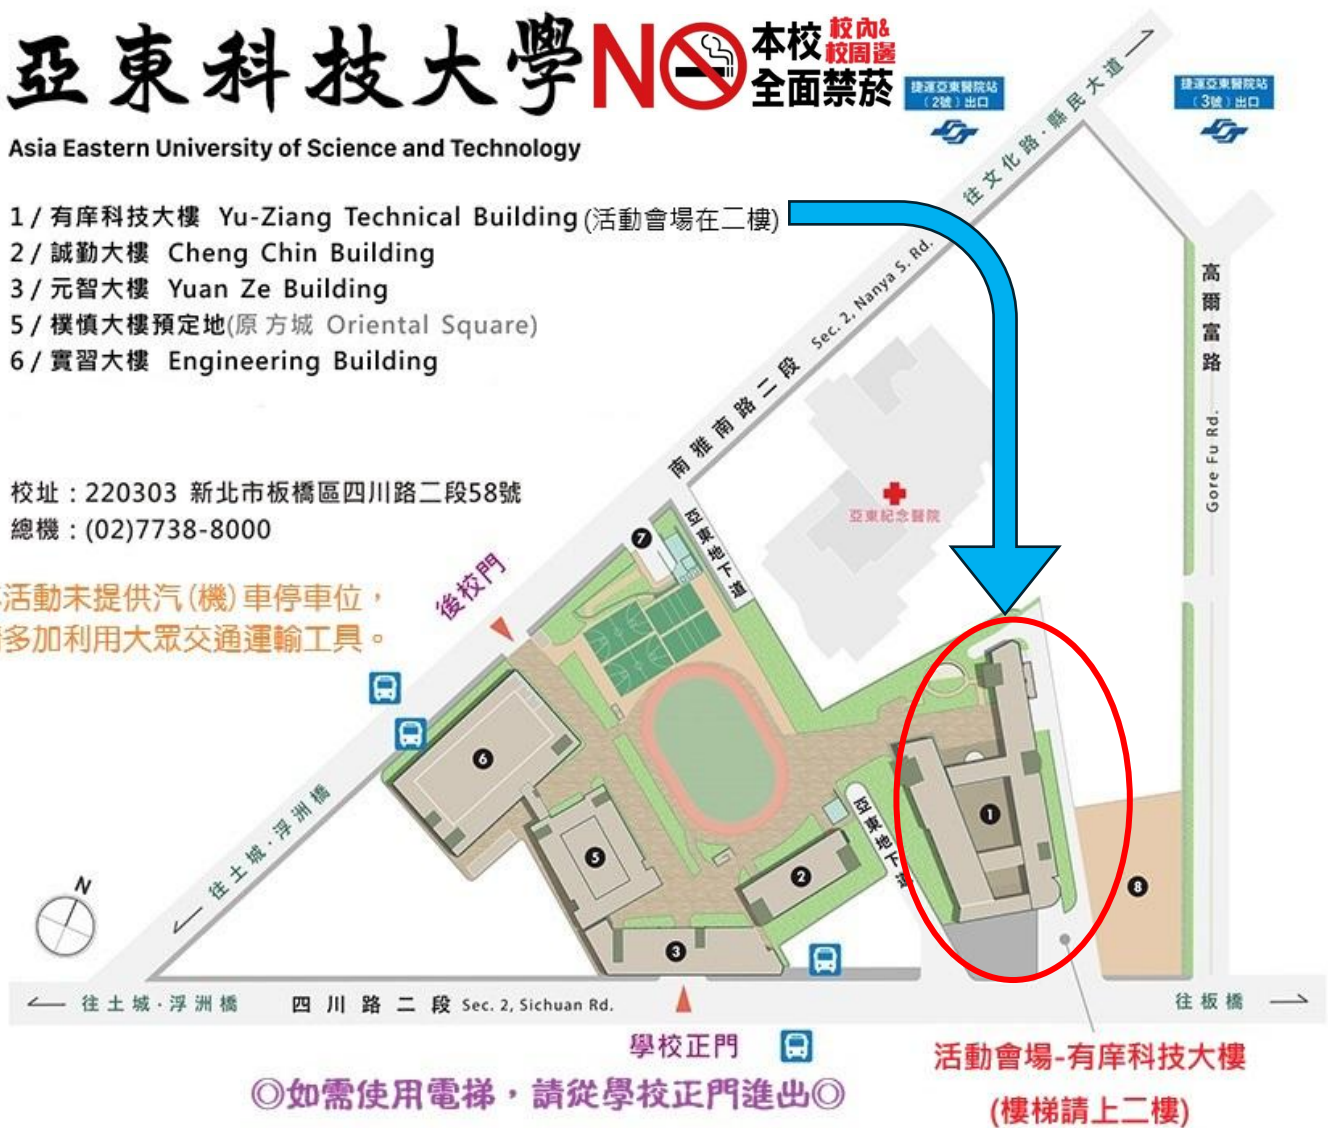 亞東科技大學
NO
本校校內&校周邊
全面禁菸
Asia Eastern University of Science and Technology
捷運亞東醫院站
(2號)出口
捷運亞東醫院站
(3號)出口
1 / 有庠科技大樓 Yu-Ziang Technical Building (活動會場在二樓)
2 / 誠勤大樓 Cheng Chin Building
3 / 元智大樓 Yuan Ze Building
5 / 樸慎大樓預定地(原 方城 Oriental Square)
6 / 實習大樓 Engineering Building
校址：220303 新北市板橋區四川路二段58號
總機：(02)7738-8000
活動未提供汽(機)車停車位，
多加利用大眾交通運輸工具。
往文化路・縣民大道
南雅南路二段 Sec. 2, Nanya S. Rd.
高爾富路 Gore Fu Rd.
亞東紀念醫院
亞東地下道
後校門
7
6
5
2
3
1
8
亞東地下道
往土城・浮洲橋
N
往土城・浮洲橋
四川路二段 Sec. 2, Sichuan Rd.
往板橋
學校正門
◎如需使用電梯，請從學校正門進出◎
活動會場-有庠科技大樓
(樓梯請上二樓)